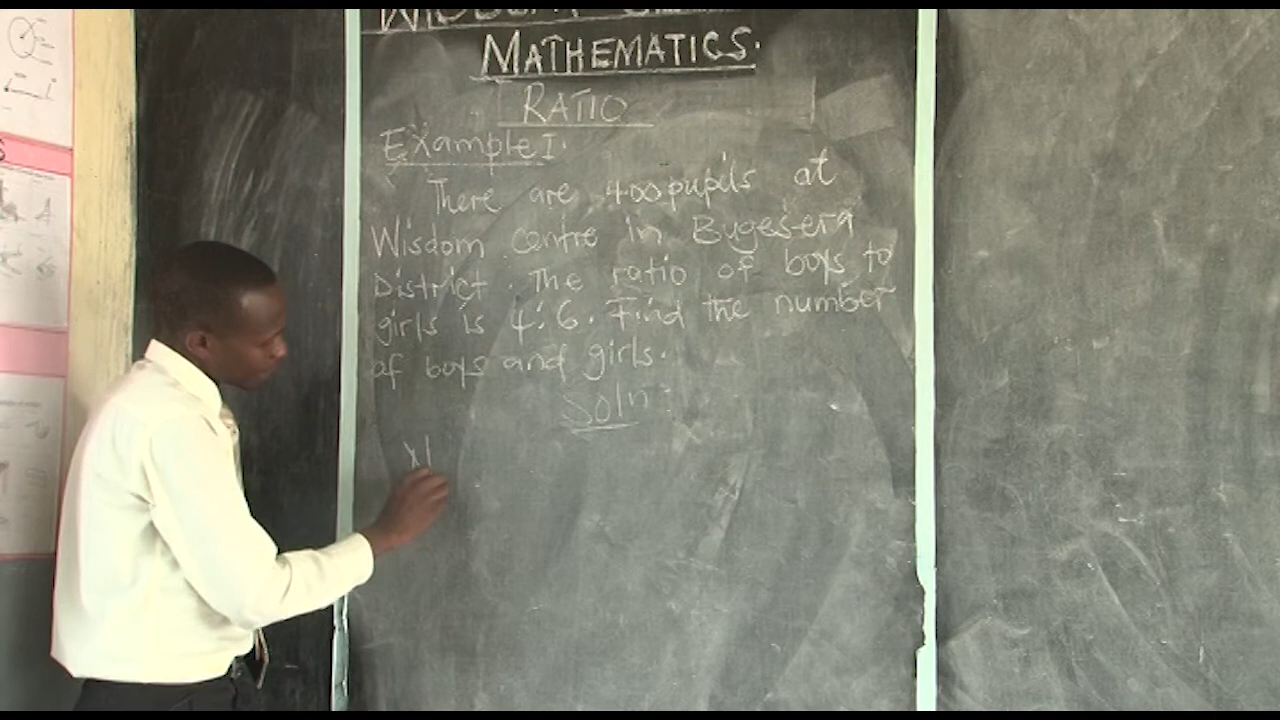 MATHEMATICS.
RATIO
Example I.
There are 400 pupils at
Wisdom centre in Bugesera
District. The ratio of boys to
girls is 4:6. Find the number
of boys and girls.
Soln: